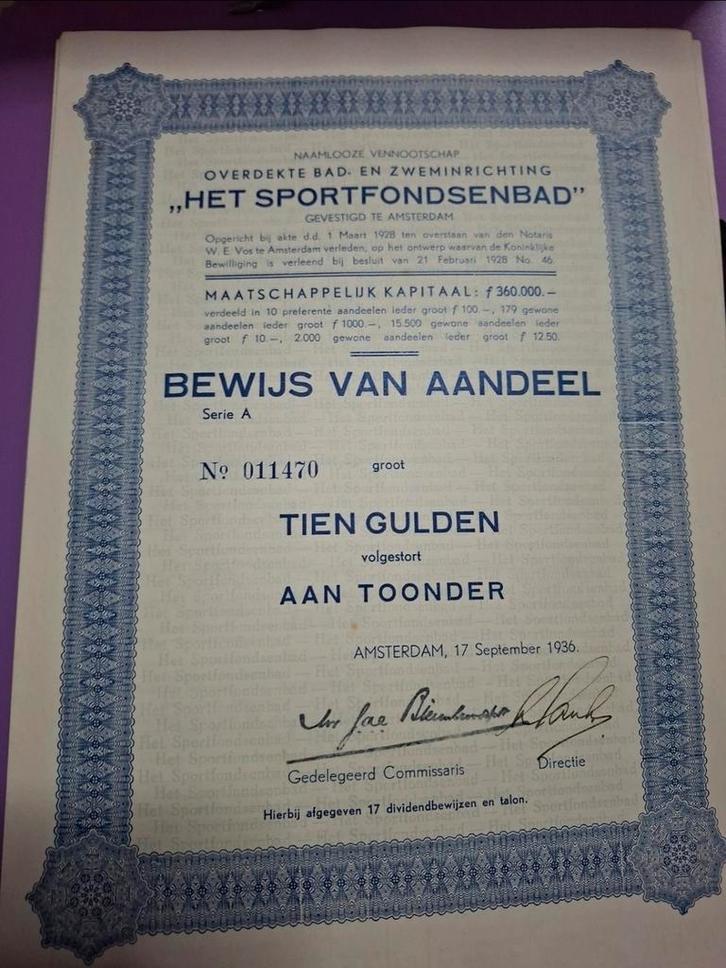 NAAMLOOZE VENNOOTSCHAP
OVERDEKTE BAD- EN ZWEMINRICHTING
„HET SPORTFONDSENBAD”
GEVESTIGD TE AMSTERDAM
Opgericht bij akte d.d. 1 Maart 1928 ten overstaan van den Notaris
W. E. Vos te Amsterdam verleden, op het ontwerp waarvan de Koninklijke
Bewilliging is verleend bij besluit van 21 Februari 1928 No. 46.
MAATSCHAPPELIJK KAPITAAL: f 360.000.—
verdeeld in 10 preferente aandeelen ieder groot f 100.—, 179 gewone
aandeelen ieder groot f 1000.—, 15.500 gewone aandeelen ieder
groot f 10.—, 2.000 gewone aandeelen ieder groot f 12.50.
BEWIJS VAN AANDEEL
Serie A
Nº 011470 groot
TIEN GULDEN
volgestort
AAN TOONDER
AMSTERDAM, 17 September 1936.
Gedelegeerd Commissaris Directie
Hierbij afgegeven 17 dividendbewijzen en talon.